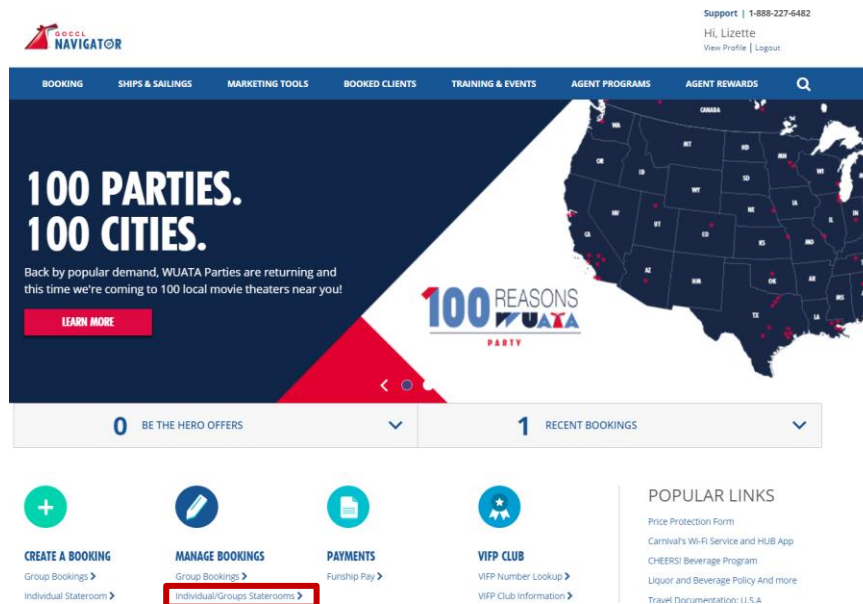 Support | 1-888-227-6482
GOCCL
NAVIGATOR
Hi, Lizette
View Profile | Logout
BOOKING SHIPS & SAILINGS MARKETING TOOLS BOOKED CLIENTS TRAINING & EVENTS AGENT PROGRAMS AGENT REWARDS
100 PARTIES.
100 CITIES.
Back by popular demand, WUATA Parties are returning and
this time we're coming to 100 local movie theaters near you!
LEARN MORE
100 REASONS
WUATA
PARTY
CANADA
WA
MT
ND
MN
OR
ID
SD
WI
WY
NV
UT
NE
IA
IL
IN
CA
CO
KS
MO
AZ
NM
OK
AR
TX
LA
MS
0 BE THE HERO OFFERS
1 RECENT BOOKINGS
CREATE A BOOKING
Group Bookings >
Individual Stateroom >
MANAGE BOOKINGS
Group Bookings >
Individual/Groups Staterooms >
PAYMENTS
Funship Pay >
VIFP CLUB
VIFP Number Lookup >
VIFP Club Information >
POPULAR LINKS
Price Protection Form
Carnival's Wi-Fi Service and HUB App
CHEERS! Beverage Program
Liquor and Beverage Policy And more
Travel Documentation: U.S.A